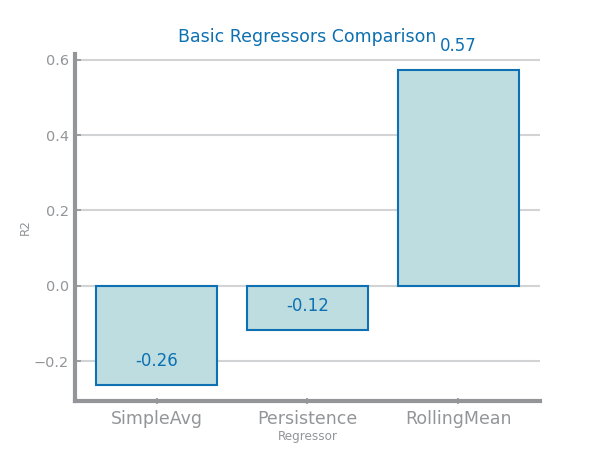 Basic Regressors Comparison
0.57
0.6
0.4
0.2
0.0
−0.2
R2
-0.26
-0.12
SimpleAvg
Persistence
RollingMean
Regressor